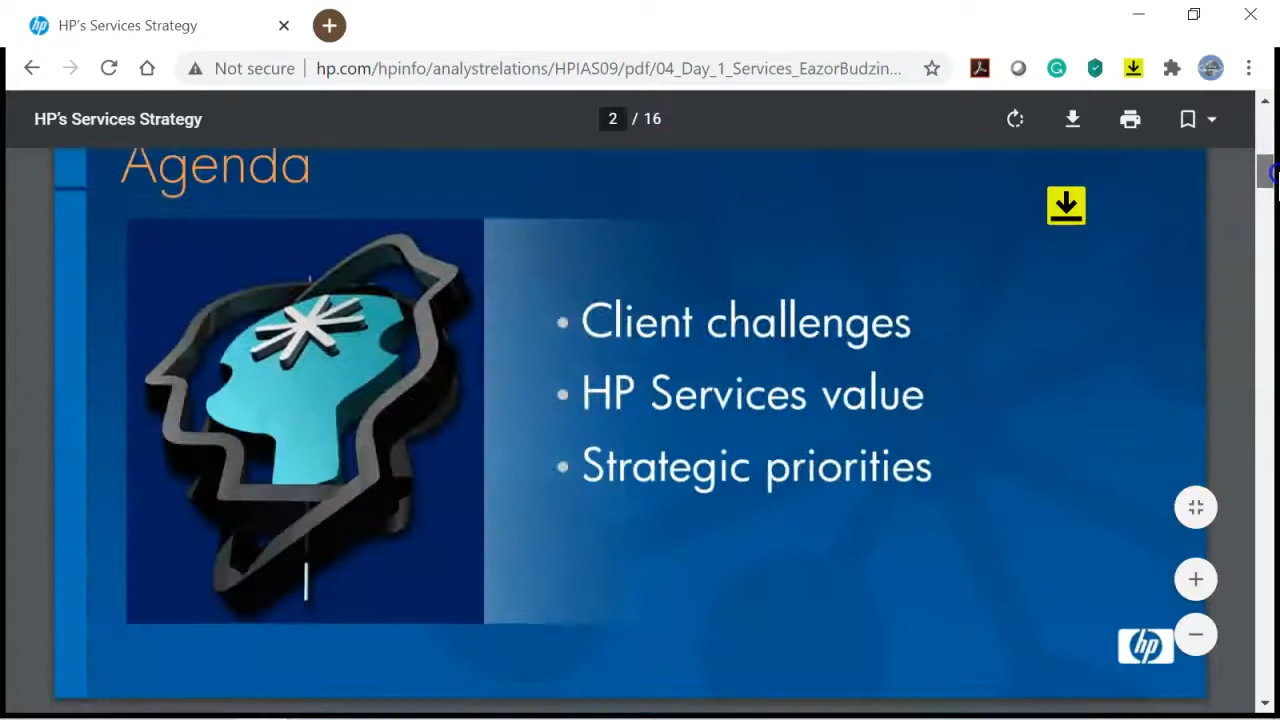 HP's Services Strategy
Not secure
hp.com/hpinfo/analystrelations/HPIAS09/pdf/04_Day_1_Services_EazorBudzin...
HP's Services Strategy
2 / 16
Agenda
• Client challenges
• HP Services value
• Strategic priorities
hp